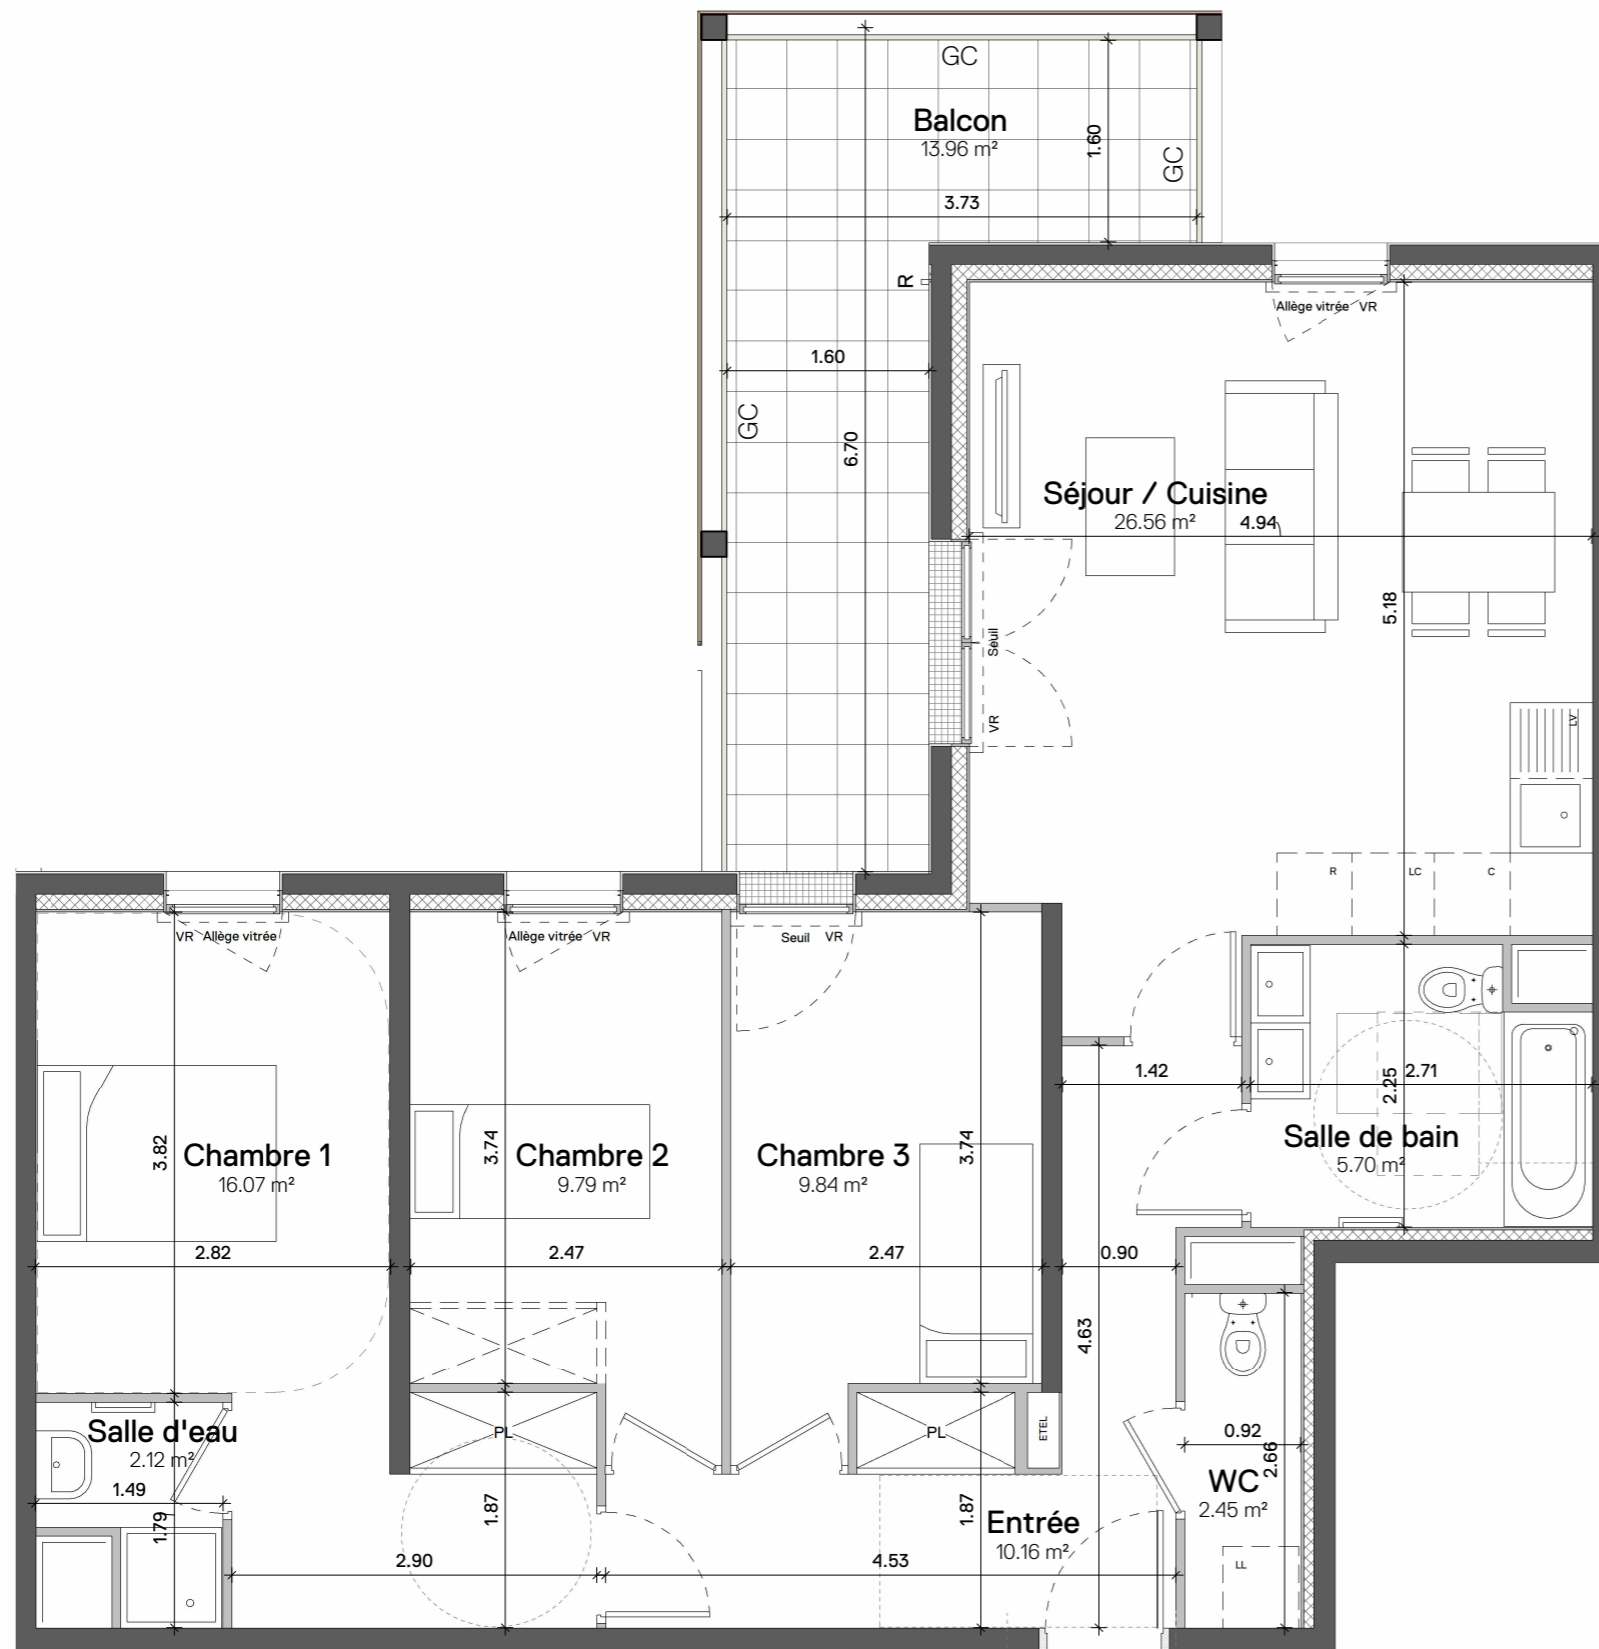 GC
Balcon
13.96 m²
1.60
GC
3.73
R
Allège vitrée VR
1.60
GC
6.70
Séjour / Cuisine
26.56 m²
4.94
5.18
Seuil
VR
LV
R
LC
C
VR Allège vitrée
Allège vitrée VR
Seuil VR
1.42
2.25
2.71
Salle de bain
5.70 m²
3.82
Chambre 1
16.07 m²
3.74
Chambre 2
9.79 m²
Chambre 3
9.84 m²
3.74
2.82
2.47
2.47
0.90
4.63
PL
PL
ETEL
Salle d'eau
2.12 m²
1.49
1.79
1.87
1.87
0.92
2.66
WC
2.45 m²
Entrée
10.16 m²
2.90
4.53
LL